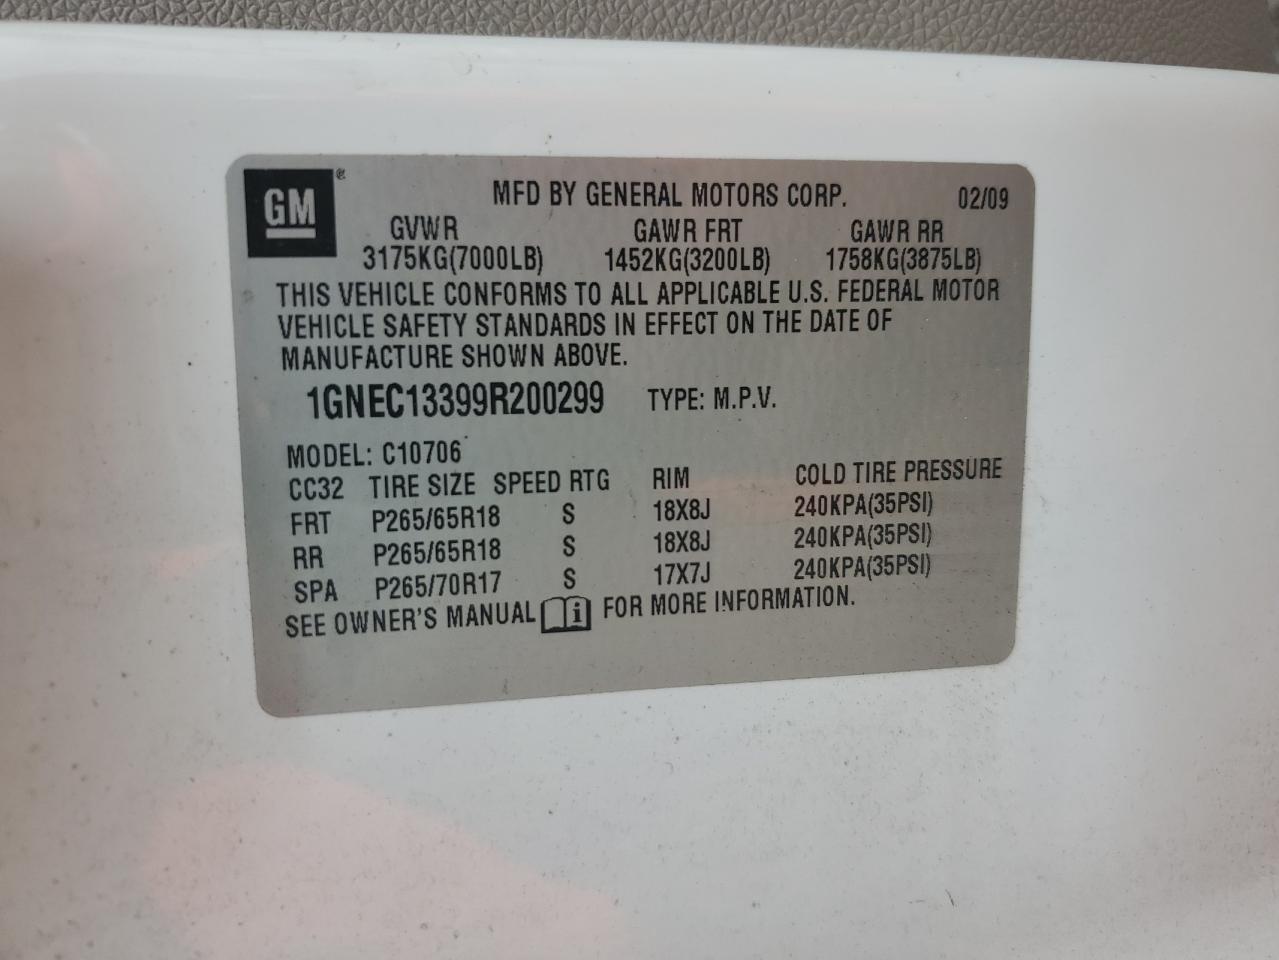 GM ®
MFD BY GENERAL MOTORS CORP. 02/09
GVWR GAWR FRT GAWR RR
3175KG(7000LB) 1452KG(3200LB) 1758KG(3875LB)
THIS VEHICLE CONFORMS TO ALL APPLICABLE U.S. FEDERAL MOTOR
VEHICLE SAFETY STANDARDS IN EFFECT ON THE DATE OF
MANUFACTURE SHOWN ABOVE.
1GNEC13399R200299 TYPE: M.P.V.
MODEL: C10706
CC32 TIRE SIZE SPEED RTG RIM COLD TIRE PRESSURE
FRT P265/65R18 S 18X8J 240KPA(35PSI)
RR P265/65R18 S 18X8J 240KPA(35PSI)
SPA P265/70R17 S 17X7J 240KPA(35PSI)
SEE OWNER'S MANUAL i FOR MORE INFORMATION.